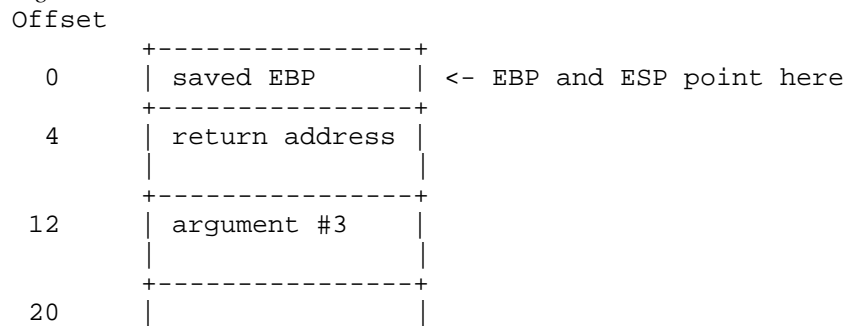 Offset
+----------------+
0 | saved EBP | <- EBP and ESP point here
+----------------+
4 | return address |
| |
+----------------+
12 | argument #3 |
| |
+----------------+
20 | |